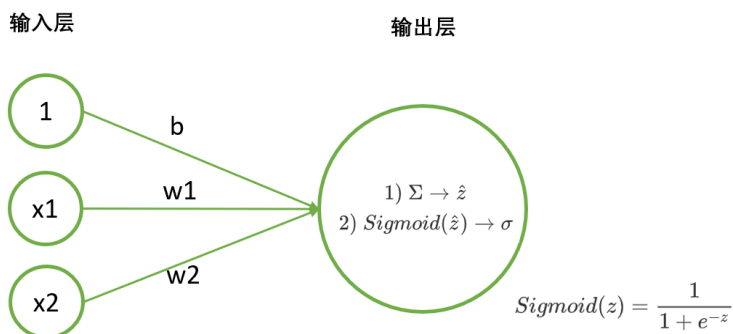 输入层
输出层
1
b
x1
w1
x2
w2
1) Σ → ẑ
2) Sigmoid(ẑ) → σ
Sigmoid(z) = 1 / (1 + e^{-z})